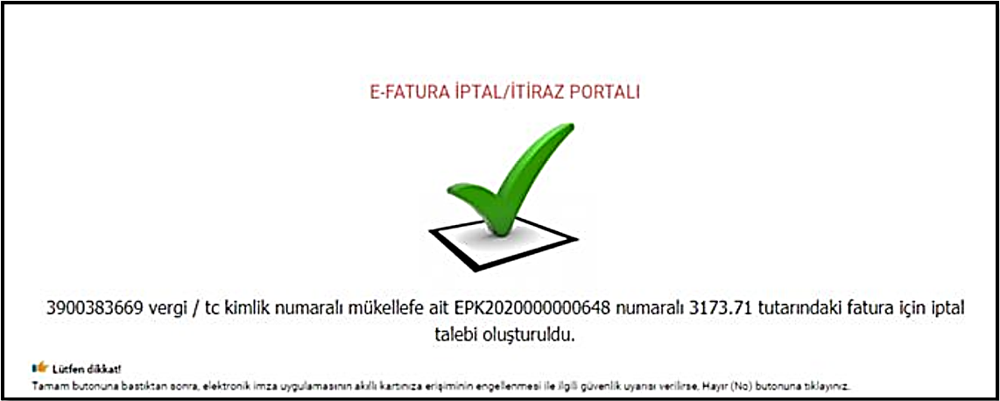 E-FATURA İPTAL/İTİRAZ PORTALI
3900383669 vergi / tc kimlik numaralı mükellefe ait EPK2020000000648 numaralı 3173.71 tutarındaki fatura için iptal
talebi oluşturuldu.
Lütfen dikkat!
Tamam butonuna bastıktan sonra, elektronik imza uygulamasının akıllı kartınıza erişiminin engellenmesi ile ilgili güvenlik uyarısı verilirse, Hayır (No) butonuna tıklayınız.